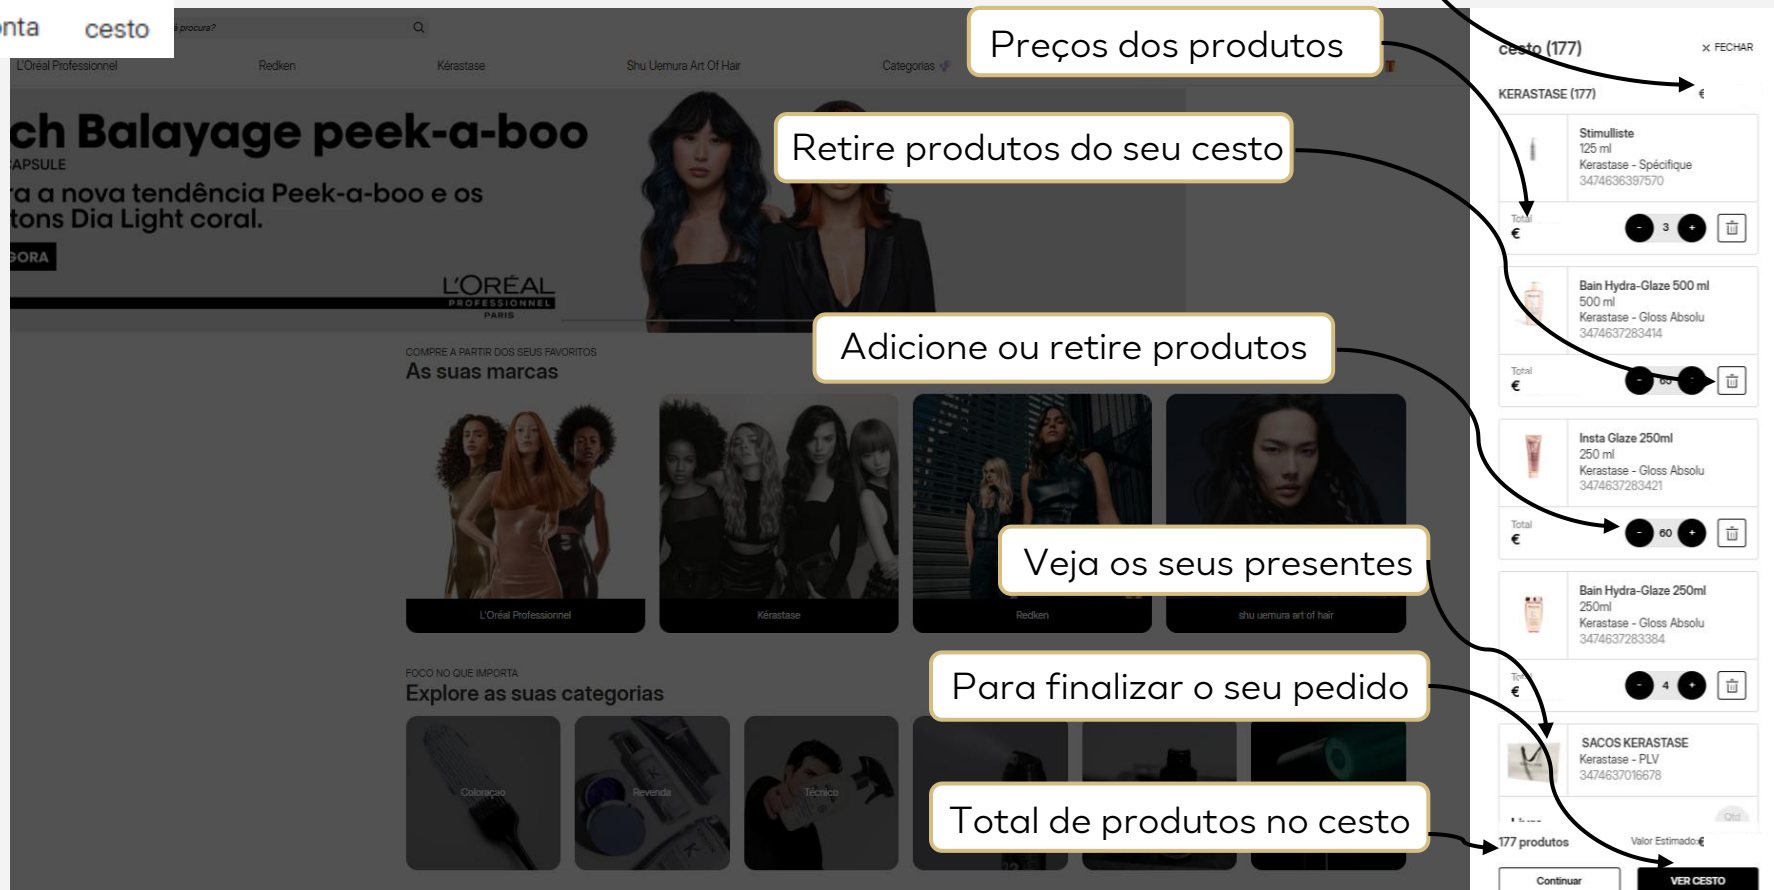 onta cesto
procura?
L'Oréal Professionnel
Redken
Kérastase
Shu Uemura Art Of Hair
Categorias
ch Balayage peek-a-boo
CAPSULE
ra a nova tendência Peek-a-boo e os
tons Dia Light coral.
GORA
L'ORÉAL
PROFESSIONNEL
PARIS
Preços dos produtos
Retire produtos do seu cesto
Adicione ou retire produtos
Veja os seus presentes
Para finalizar o seu pedido
Total de produtos no cesto
COMPRE A PARTIR DOS SEUS FAVORITOS
As suas marcas
L'Oréal Professionnel
Kérastase
Redken
shu uemura art of hair
FOCO NO QUE IMPORTA
Explore as suas categorias
Coloraçao
Revenda
Técnico
cesto (177)
× FECHAR
KERASTASE (177) €
Stimulliste
125 ml
Kerastase - Spécifique
3474636397570
Total
€
- 3 +
Bain Hydra-Glaze 500 ml
500 ml
Kerastase - Gloss Absolu
3474637283414
Total
€
- 65
Insta Glaze 250ml
250 ml
Kerastase - Gloss Absolu
3474637283421
Total
€
- 60 +
Bain Hydra-Glaze 250ml
250ml
Kerastase - Gloss Absolu
3474637283384
Total
€
- 4 +
SACOS KERASTASE
Kerastase - PLV
3474637016678
Qtd
177 produtos
Valor Estimado:€
Continuar
VER CESTO